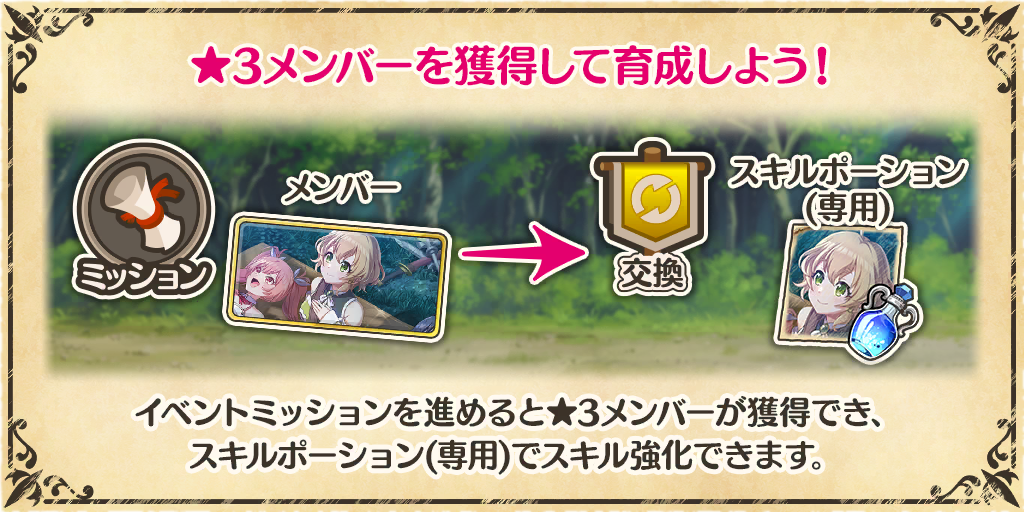 ★3メンバーを獲得して育成しよう!
ミッション
メンバー
交換
スキルポーション
(専用)
イベントミッションを進めると★3メンバーが獲得でき、
スキルポーション(専用)でスキル強化できます。